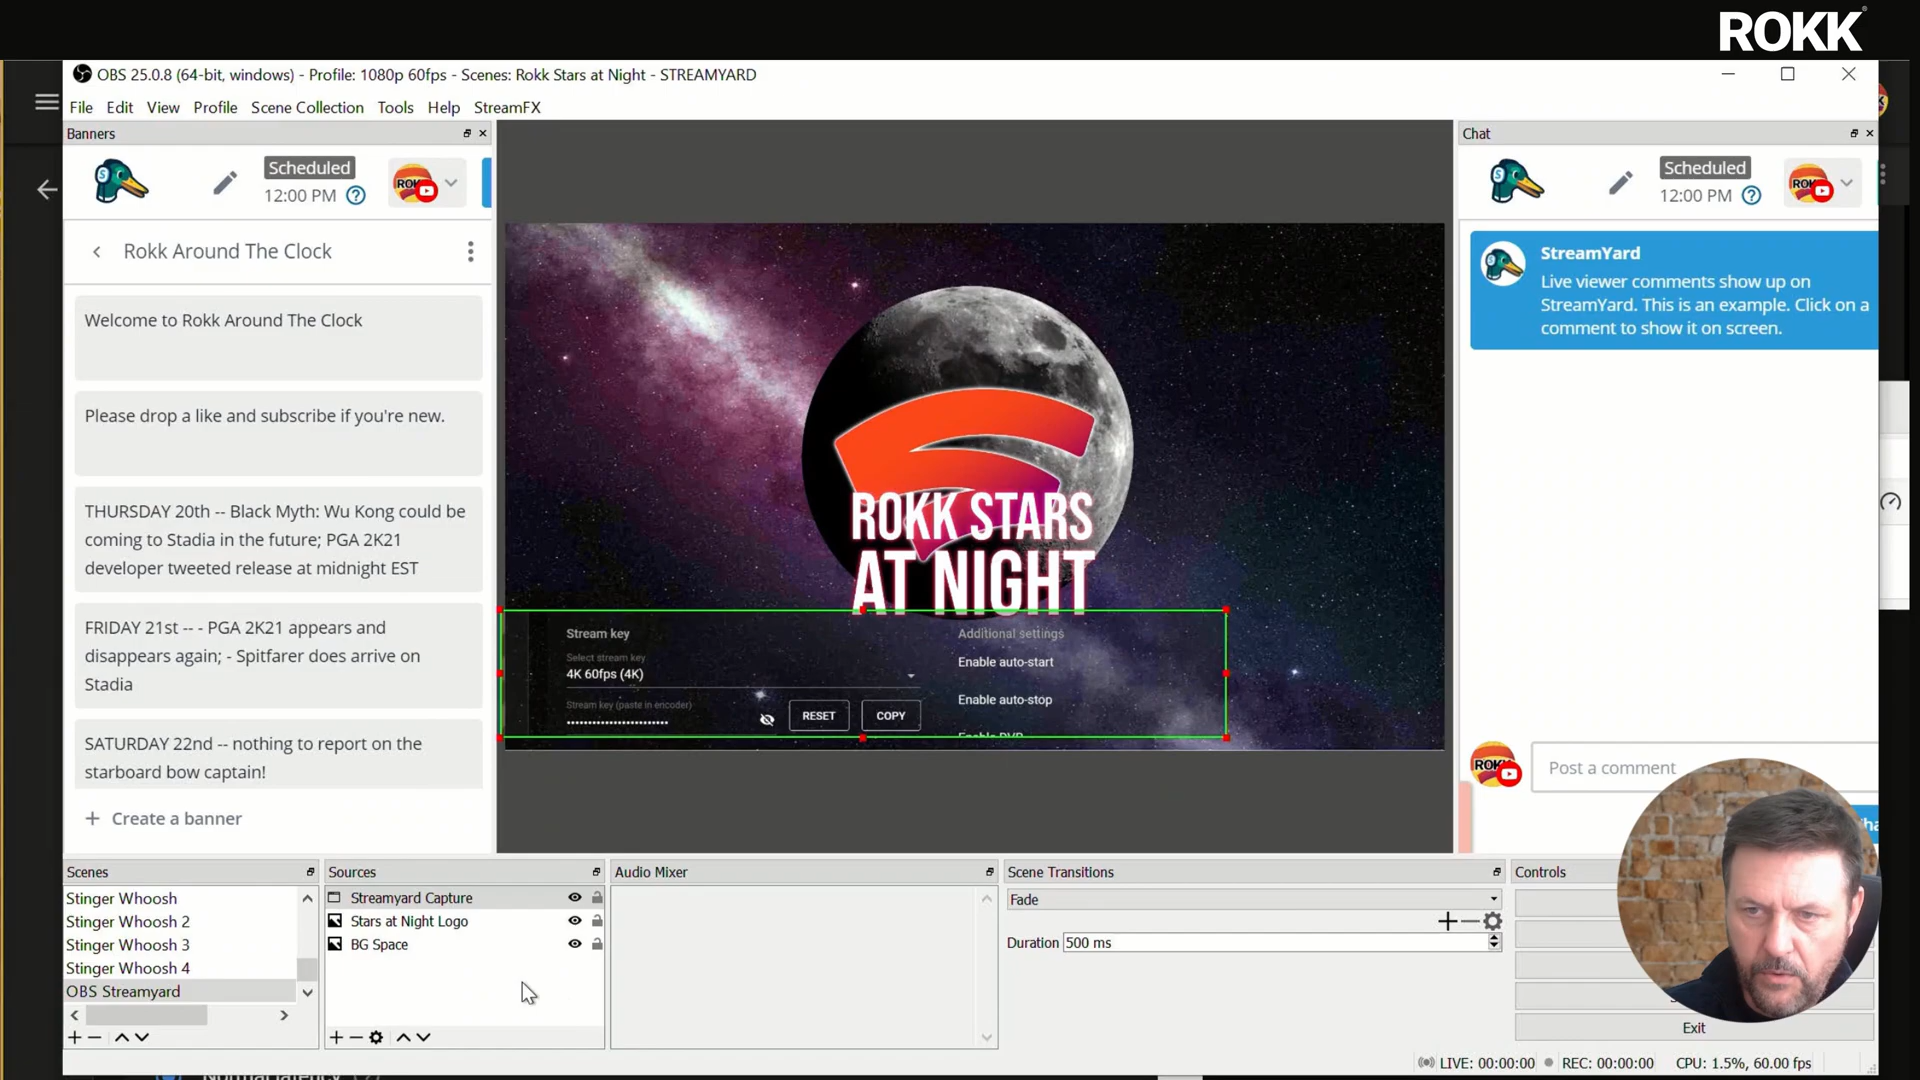 ROKK
OBS 25.0.8 (64-bit, windows) - Profile: 1080p 60fps - Scenes: Rokk Stars at Night - STREAMYARD
File Edit View Profile Scene Collection Tools Help StreamFX
Banners
Scheduled
12:00 PM
ROKK
Rokk Around The Clock
Welcome to Rokk Around The Clock
Please drop a like and subscribe if you're new.
THURSDAY 20th -- Black Myth: Wu Kong could be
coming to Stadia in the future; PGA 2K21
developer tweeted release at midnight EST
FRIDAY 21st -- - PGA 2K21 appears and
disappears again; - Spitfarer does arrive on
Stadia
SATURDAY 22nd -- nothing to report on the
starboard bow captain!
+ Create a banner
ROKK STARS
AT NIGHT
Stream key
Select stream key
4K 60fps (4K)
Stream key (paste in encoder)
RESET
COPY
Additional settings
Enable auto-start
Enable auto-stop
Enable DVR
Chat
Scheduled
12:00 PM
ROKK
StreamYard
Live viewer comments show up on
StreamYard. This is an example. Click on a
comment to show it on screen.
ROKK
Post a comment
Scenes
Stinger Whoosh
Stinger Whoosh 2
Stinger Whoosh 3
Stinger Whoosh 4
OBS Streamyard
Sources
Streamyard Capture
Stars at Night Logo
BG Space
Audio Mixer
Scene Transitions
Fade
Duration 500 ms
Controls
Exit
LIVE: 00:00:00
REC: 00:00:00
CPU: 1.5%, 60.00 fps
Normal latency